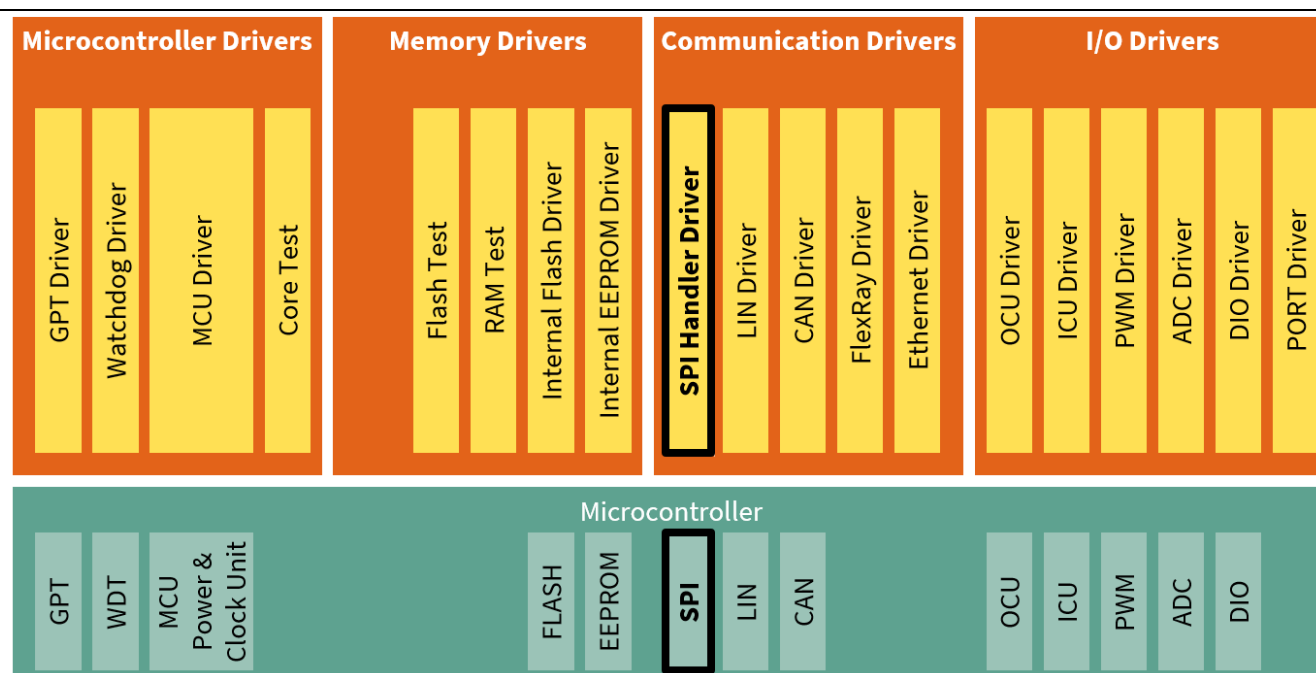 Microcontroller Drivers
Memory Drivers
Communication Drivers
I/O Drivers
GPT Driver
Watchdog Driver
MCU Driver
Core Test
Flash Test
RAM Test
Internal Flash Driver
Internal EEPROM Driver
SPI Handler Driver
LIN Driver
CAN Driver
FlexRay Driver
Ethernet Driver
OCU Driver
ICU Driver
PWM Driver
ADC Driver
DIO Driver
PORT Driver
Microcontroller
GPT
WDT
MCU
Power &
Clock Unit
FLASH
EEPROM
SPI
LIN
CAN
OCU
ICU
PWM
ADC
DIO